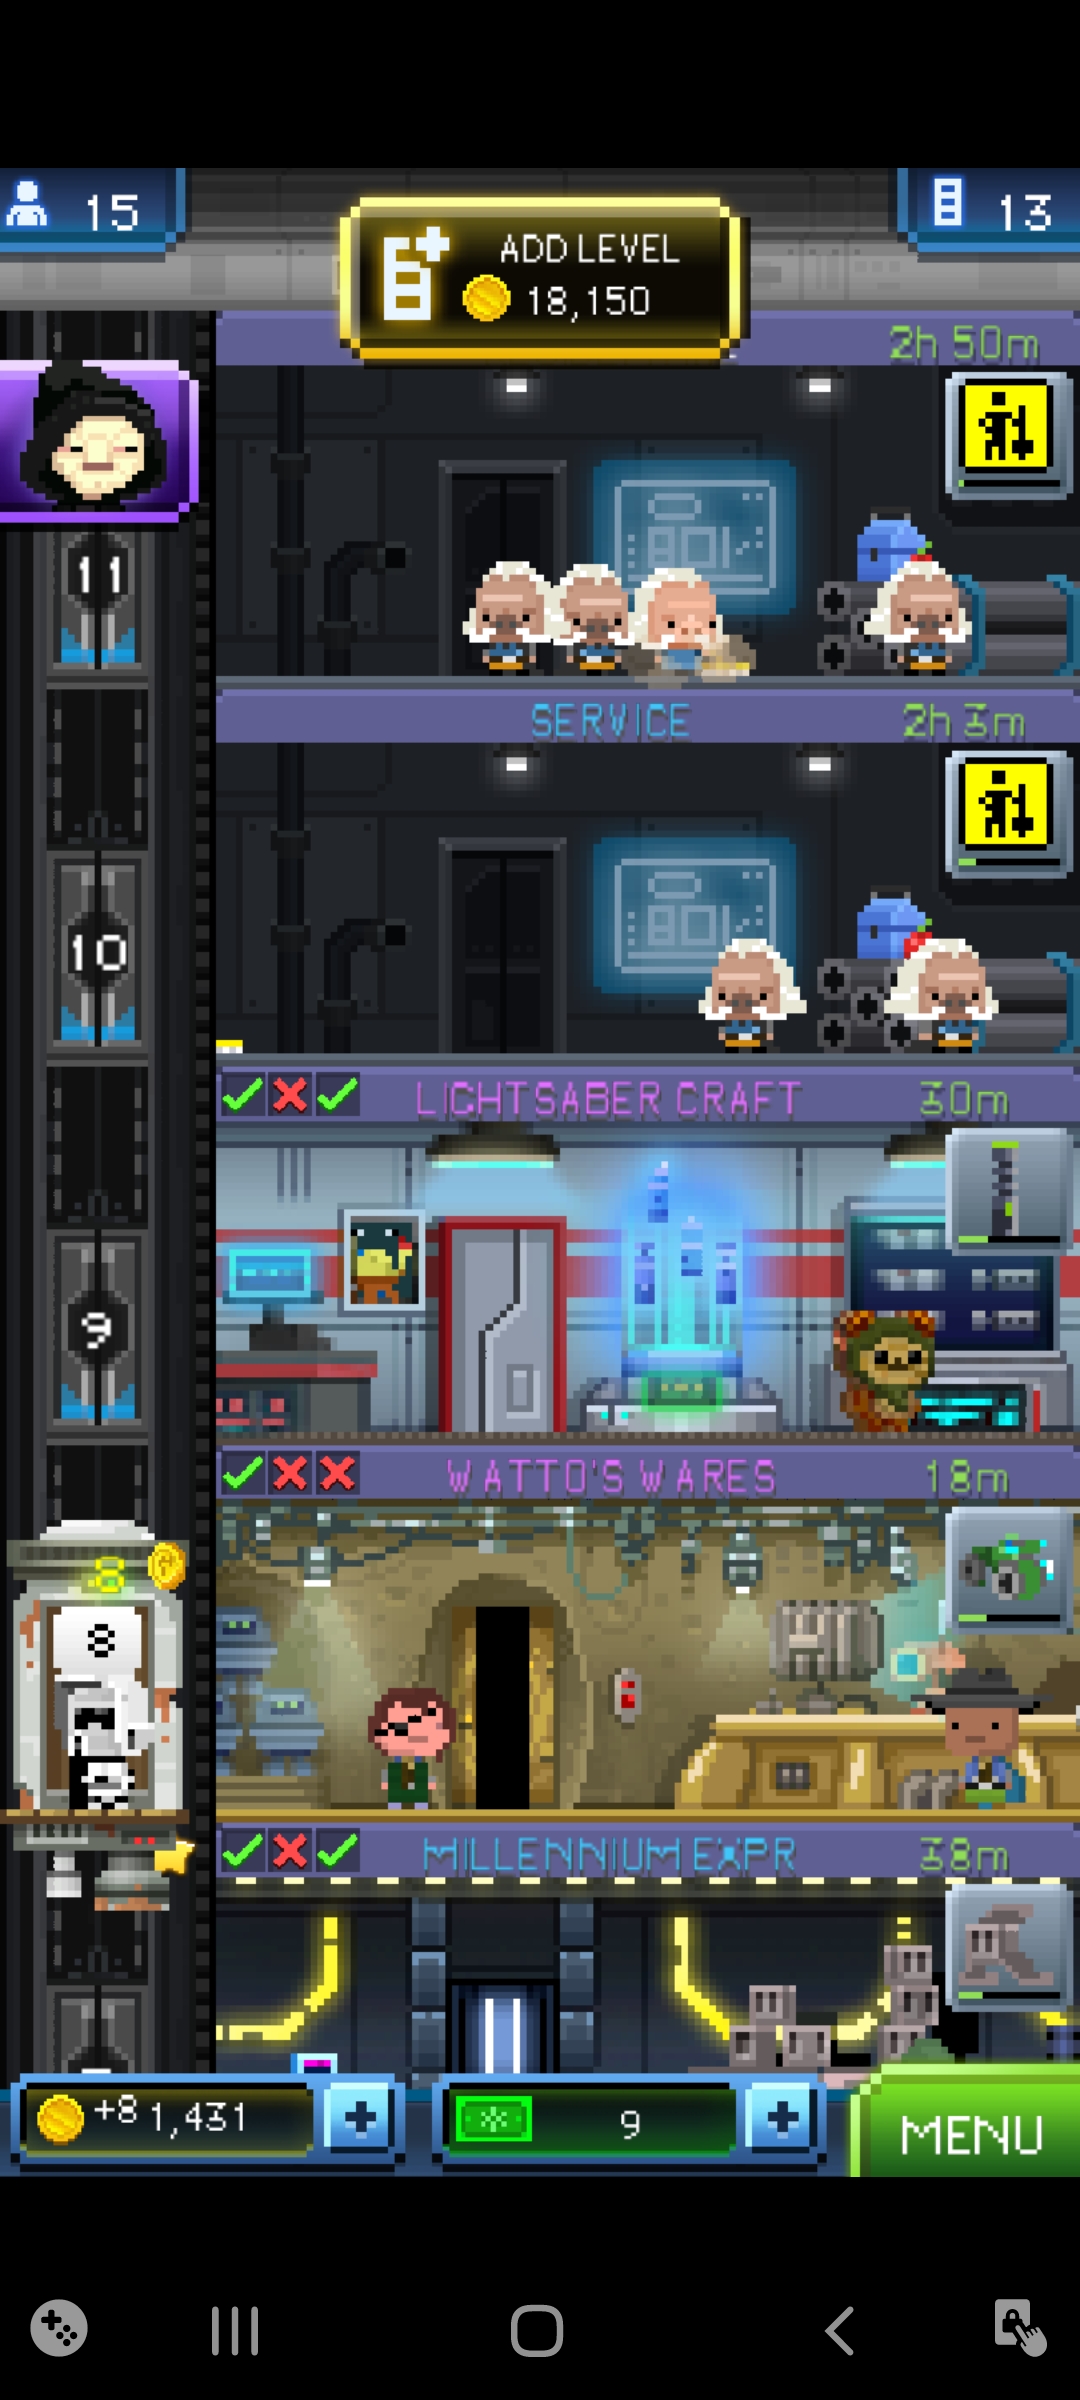 15
ADD LEVEL
18,150
13
2h 50m
11
SERVICE
2h 3m
10
LIGHTSABER CRAFT
30m
9
WATTO'S WARES
18m
8
8
MILLENNIUM EXPR
38m
+8 1,431
9
MENU